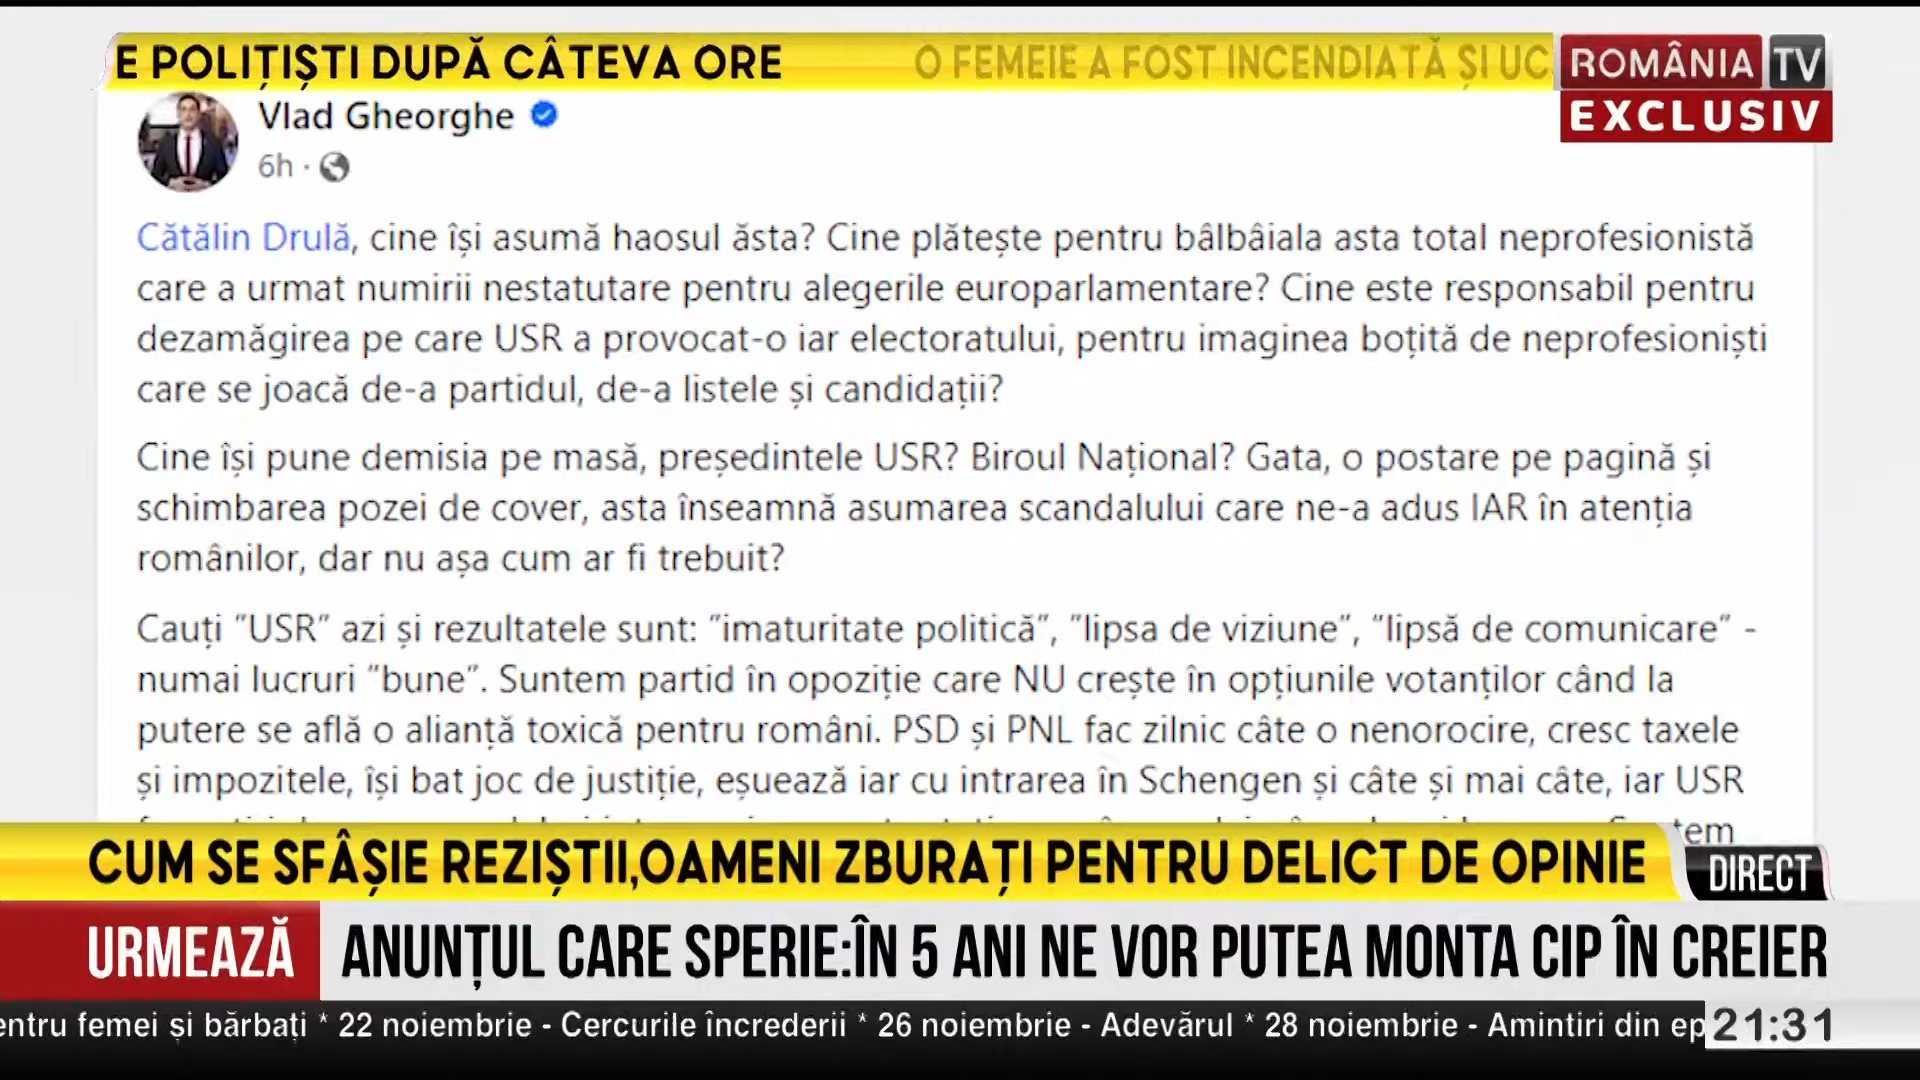 E POLIȚIȘTI DUPĂ CÂTEVA ORE O FEMEIE A FOST INCENDIATĂ ȘI UC
ROMÂNIA TV
EXCLUSIV
Vlad Gheorghe
6h ·
Cătălin Drulă, cine își asumă haosul ăsta? Cine plătește pentru bâlbâiala asta total neprofesionistă
care a urmat numirii nestatutare pentru alegerile europarlamentare? Cine este responsabil pentru
dezamăgirea pe care USR a provocat-o iar electoratului, pentru imaginea boțită de neprofesioniști
care se joacă de-a partidul, de-a listele și candidații?
Cine își pune demisia pe masă, președintele USR? Biroul Național? Gata, o postare pe pagină și
schimbarea pozei de cover, asta înseamnă asumarea scandalului care ne-a adus IAR în atenția
românilor, dar nu așa cum ar fi trebuit?
Cauți ”USR” azi și rezultatele sunt: ”imaturitate politică”, ”lipsa de viziune”, ”lipsă de comunicare” -
numai lucruri ”bune”. Suntem partid în opoziție care NU crește în opțiunile votanților când la
putere se află o alianță toxică pentru români. PSD și PNL fac zilnic câte o nenorocire, cresc taxele
și impozitele, își bat joc de justiție, eșuează iar cu intrarea în Schengen și câte și mai câte, iar USR
CUM SE SFÂȘIE REZIȘTII,OAMENI ZBURAȚI PENTRU DELICT DE OPINIE
DIRECT
URMEAZĂ ANUNȚUL CARE SPERIE:ÎN 5 ANI NE VOR PUTEA MONTA CIP ÎN CREIER
entru femei și bărbați * 22 noiembrie - Cercurile încrederii * 26 noiembrie - Adevărul * 28 noiembrie - Amintiri din ep
21:31